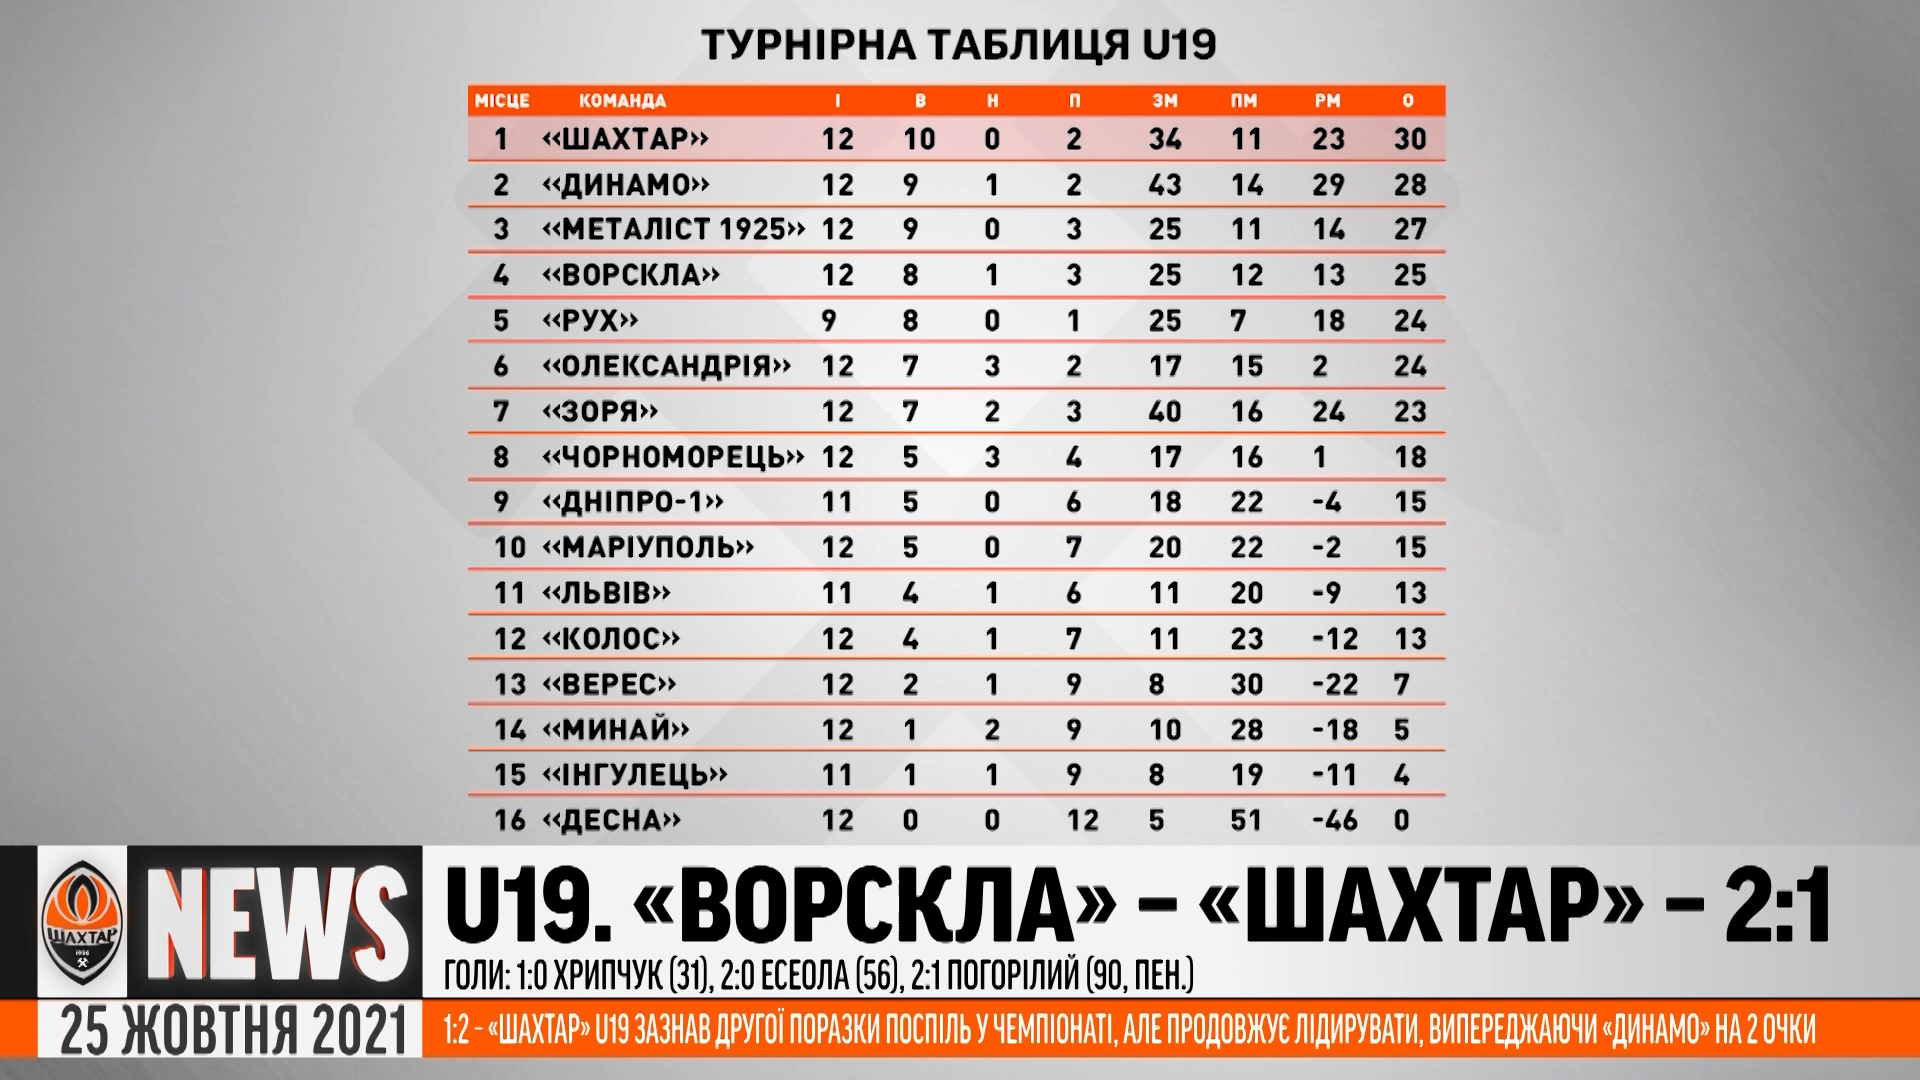 ТУРНІРНА ТАБЛИЦЯ U19
МІСЦЕ КОМАНДА І В Н П ЗМ ПМ РМ О
1 «ШАХТАР» 12 10 0 2 34 11 23 30
2 «ДИНАМО» 12 9 1 2 43 14 29 28
3 «МЕТАЛІСТ 1925» 12 9 0 3 25 11 14 27
4 «ВОРСКЛА» 12 8 1 3 25 12 13 25
5 «РУХ» 9 8 0 1 25 7 18 24
6 «ОЛЕКСАНДРІЯ» 12 7 3 2 17 15 2 24
7 «ЗОРЯ» 12 7 2 3 40 16 24 23
8 «ЧОРНОМОРЕЦЬ» 12 5 3 4 17 16 1 18
9 «ДНІПРО-1» 11 5 0 6 18 22 -4 15
10 «МАРІУПОЛЬ» 12 5 0 7 20 22 -2 15
11 «ЛЬВІВ» 11 4 1 6 11 20 -9 13
12 «КОЛОС» 12 4 1 7 11 23 -12 13
13 «ВЕРЕС» 12 2 1 9 8 30 -22 7
14 «МИНАЙ» 12 1 2 9 10 28 -18 5
15 «ІНГУЛЕЦЬ» 11 1 1 9 8 19 -11 4
16 «ДЕСНА» 12 0 0 12 5 51 -46 0
ШАХТАР
1936
NEWS
U19. «ВОРСКЛА» – «ШАХТАР» – 2:1
ГОЛИ: 1:0 ХРИПЧУК (31), 2:0 ЕСЕОЛА (56), 2:1 ПОГОРІЛИЙ (90, ПЕН.)
25 ЖОВТНЯ 2021
1:2 – «ШАХТАР» U19 ЗАЗНАВ ДРУГОЇ ПОРАЗКИ ПОСПІЛЬ У ЧЕМПІОНАТІ, АЛЕ ПРОДОВЖУЄ ЛІДИРУВАТИ, ВИПЕРЕДЖАЮЧИ «ДИНАМО» НА 2 ОЧКИ